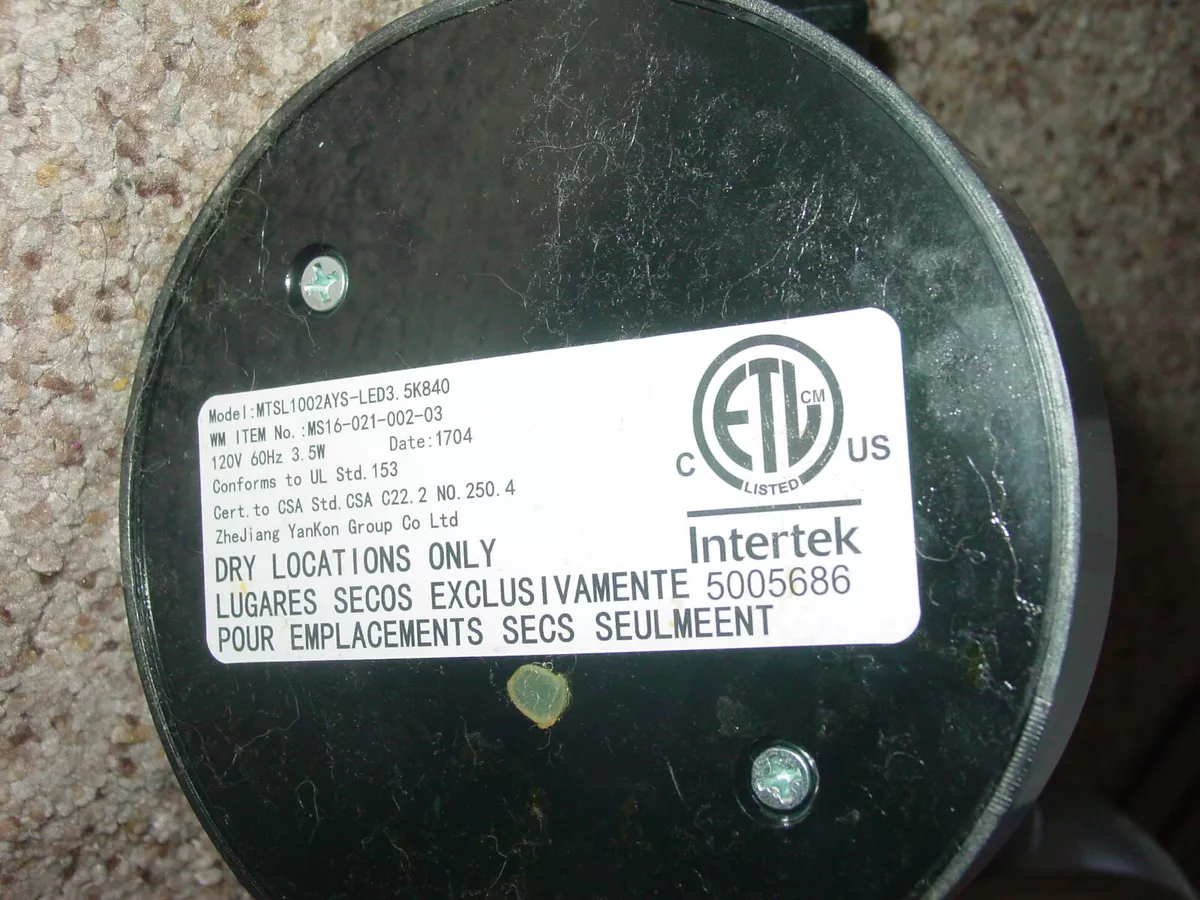 Model:MTSL1002AYS-LED3.5K840
WM ITEM No.:MS16-021-002-03
120V 60Hz 3.5W Date:1704
Conforms to UL Std.153
Cert.to CSA Std.CSA C22.2 NO.250.4
ZheJiang YanKon Group Co Ltd
DRY LOCATIONS ONLY
LUGARES SECOS EXCLUSIVAMENTE
POUR EMPLACEMENTS SECS SEULMEENT
ETL CM
C US
LISTED
Intertek
5005686